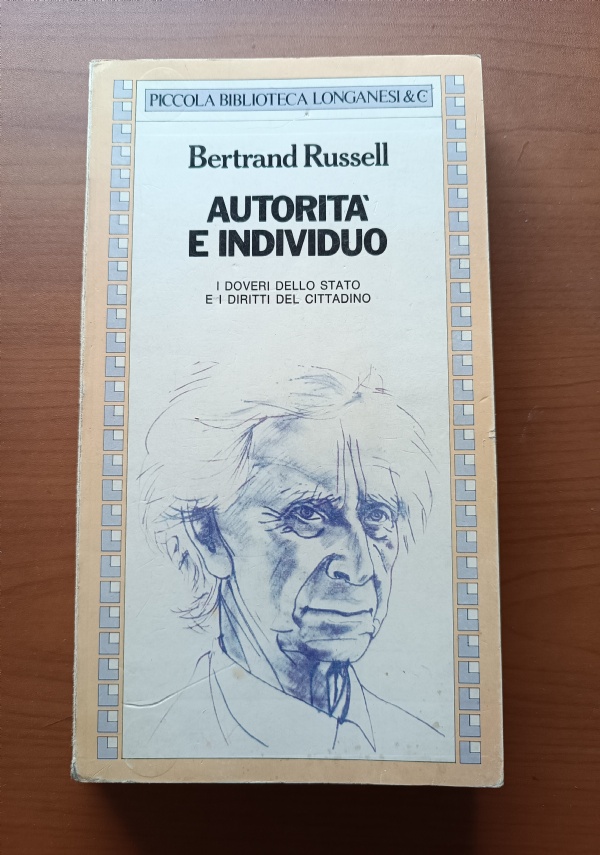 PICCOLA BIBLIOTECA LONGANESI & C.
Bertrand Russell
AUTORITA'
E INDIVIDUO
I DOVERI DELLO STATO
E I DIRITTI DEL CITTADINO